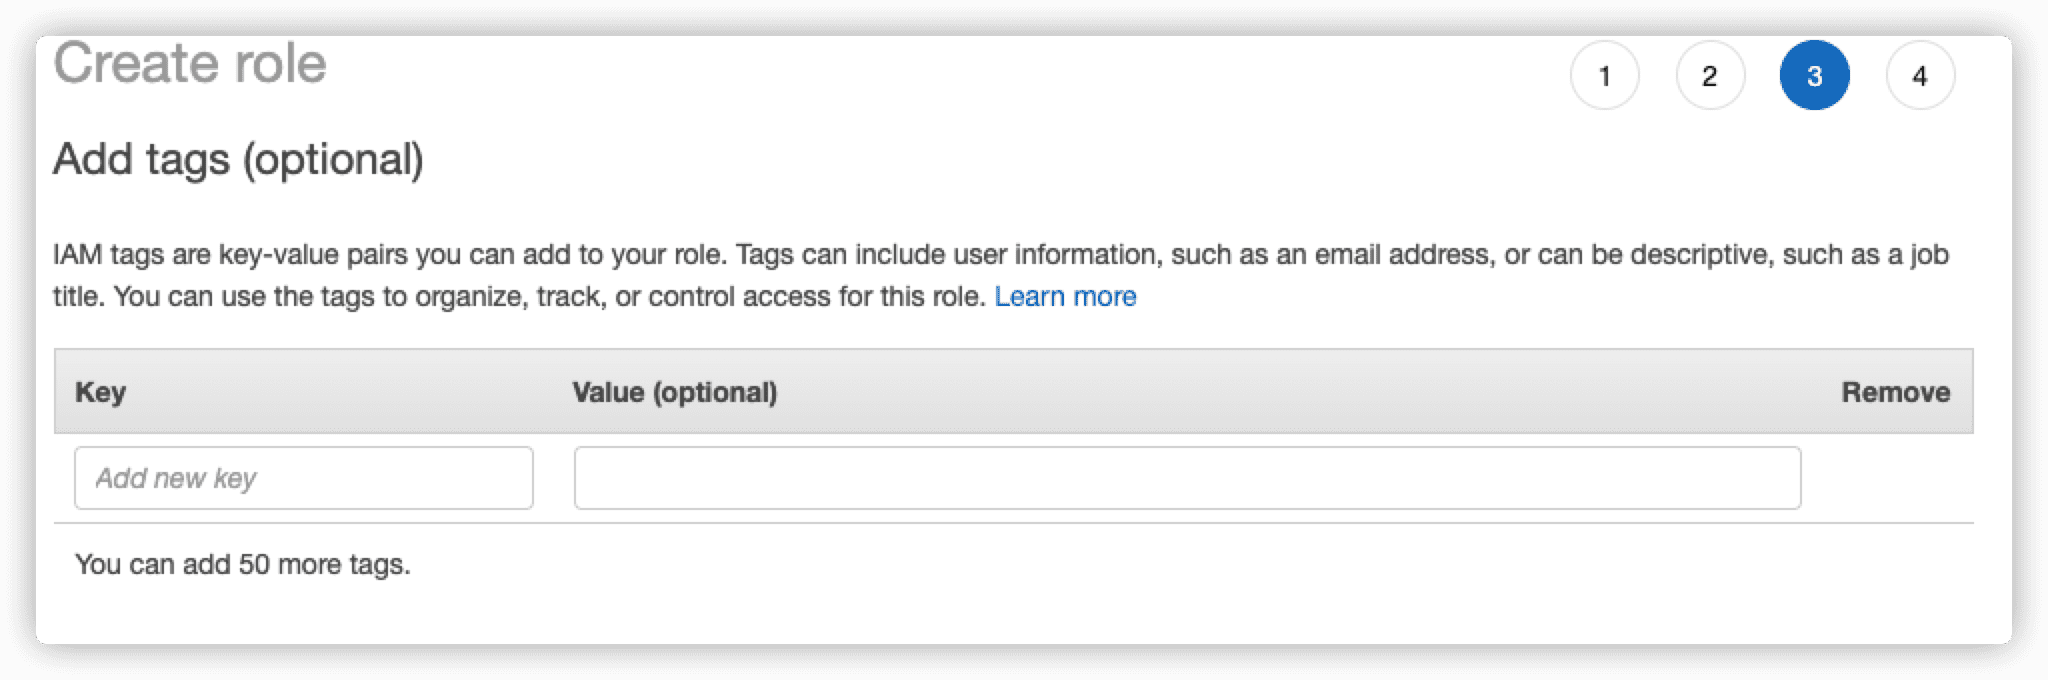 Create role
1 2 3 4
Add tags (optional)
IAM tags are key-value pairs you can add to your role. Tags can include user information, such as an email address, or can be descriptive, such as a job
title. You can use the tags to organize, track, or control access for this role. Learn more
Key Value (optional) Remove
Add new key
You can add 50 more tags.